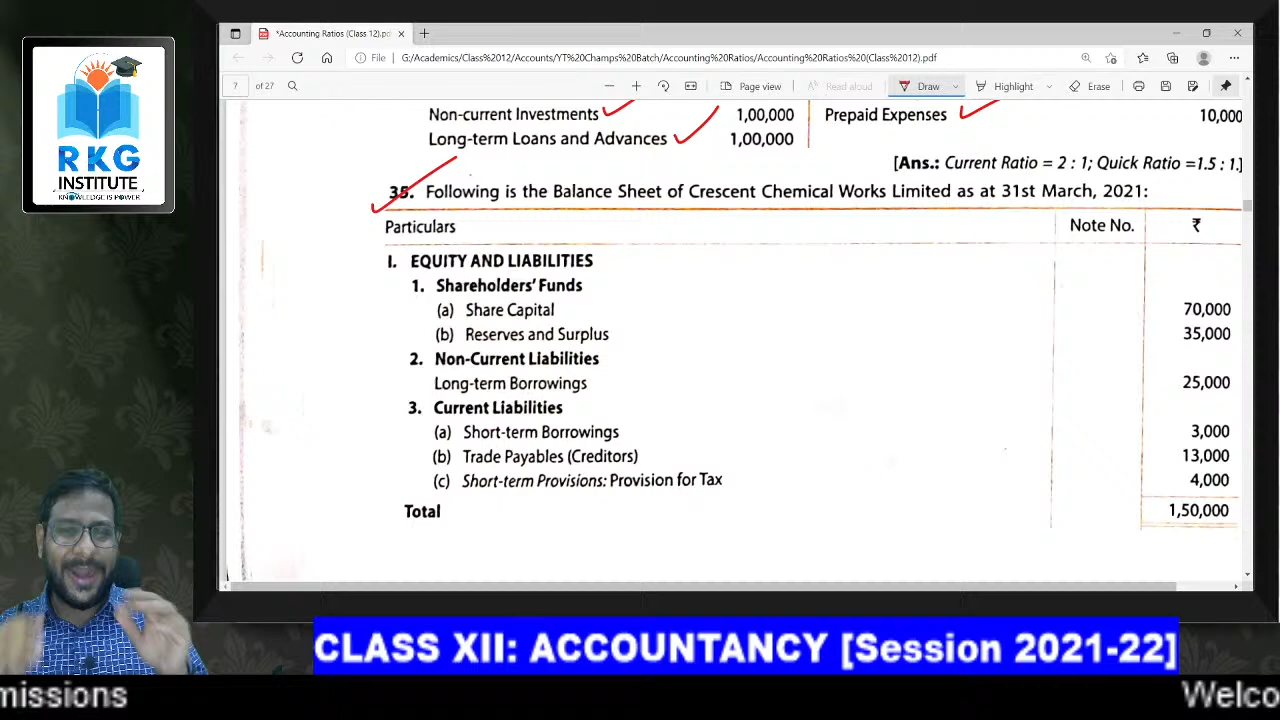 *Accounting Ratios (Class 12).pd
File
G:/Academics/Class%2012/Accounts/YT%20Champs%20Batch/Accounting%20Ratios/Accounting%20Ratios%20(Class%2012).pdf
7 of 27
Page view
Read aloud
Draw
Highlight
Erase
RKG
INSTITUTE
KNOWLEDGE IS POWER
Non-current Investments 1,00,000 Prepaid Expenses 10,000
Long-term Loans and Advances 1,00,000
[Ans.: Current Ratio = 2 : 1; Quick Ratio =1.5 : 1.]
35. Following is the Balance Sheet of Crescent Chemical Works Limited as at 31st March, 2021:
Particulars Note No. ₹
I. EQUITY AND LIABILITIES
1. Shareholders' Funds
(a) Share Capital 70,000
(b) Reserves and Surplus 35,000
2. Non-Current Liabilities
Long-term Borrowings 25,000
3. Current Liabilities
(a) Short-term Borrowings 3,000
(b) Trade Payables (Creditors) 13,000
(c) Short-term Provisions: Provision for Tax 4,000
Total 1,50,000
CLASS XII: ACCOUNTANCY [Session 2021-22]
missions Welco